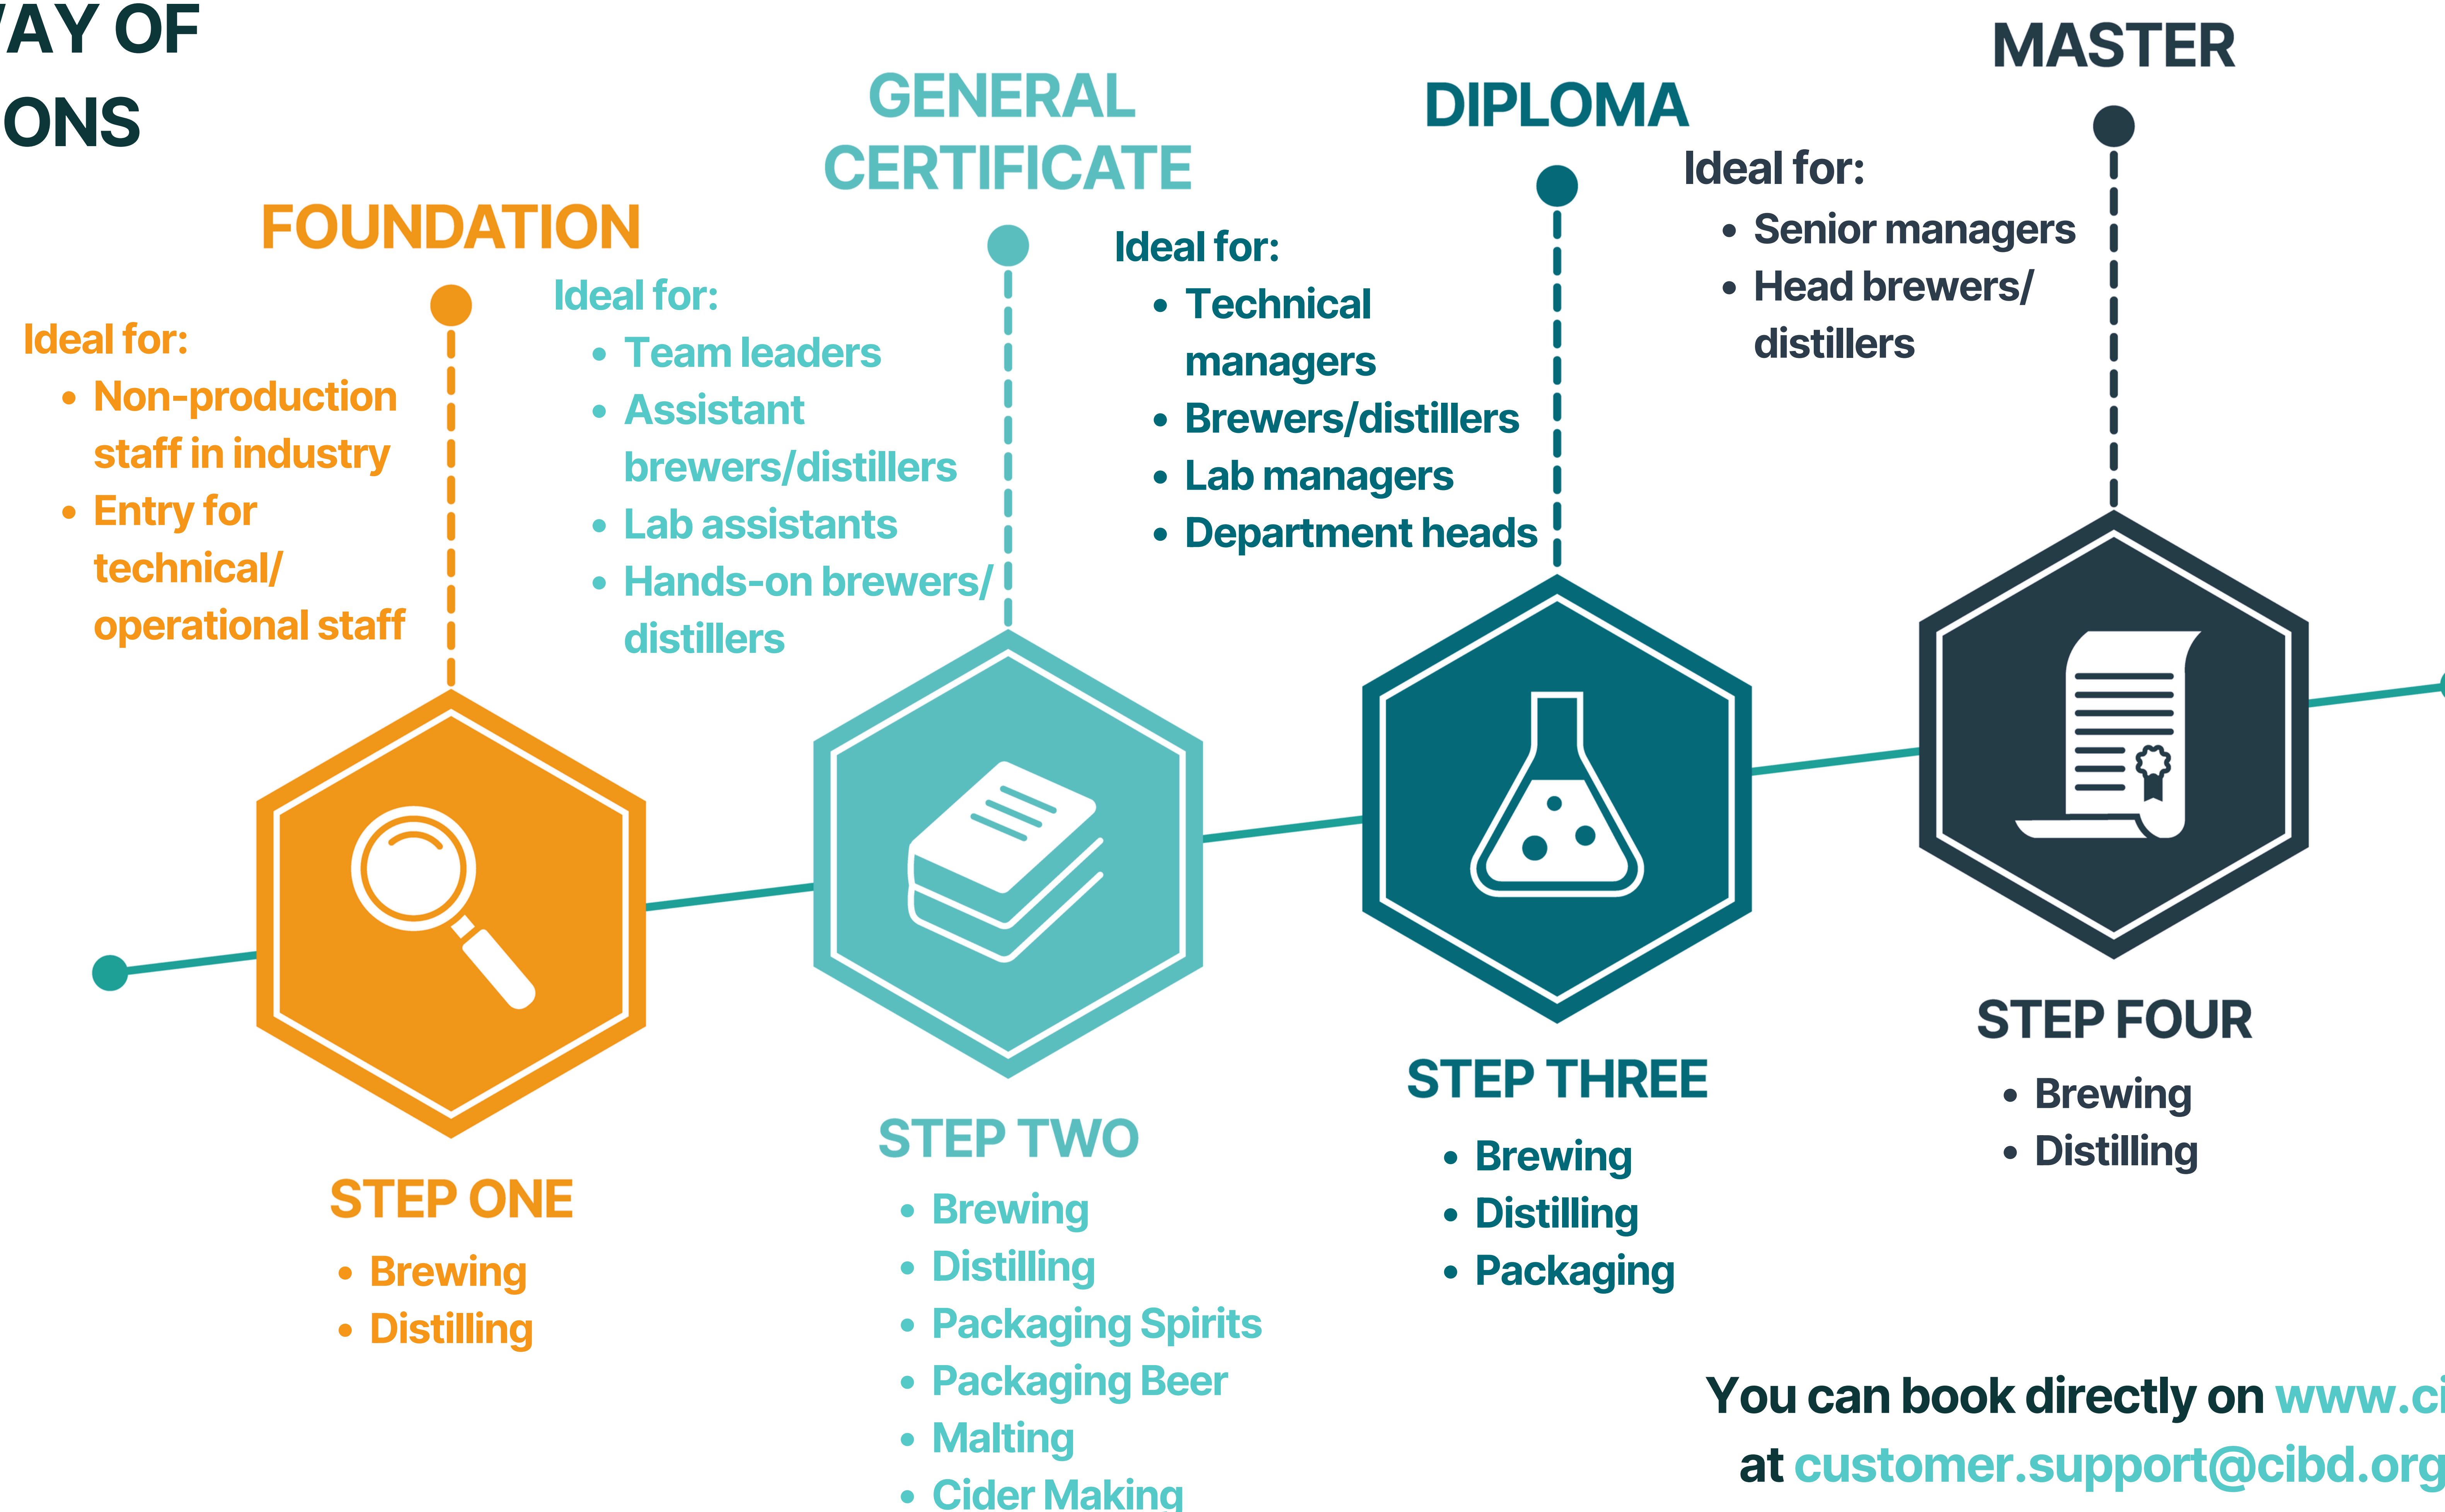 AY OF
ONS
FOUNDATION
Ideal for:
• Non-production
staff in industry
• Entry for
technical/
operational staff
STEP ONE
• Brewing
• Distilling
GENERAL
CERTIFICATE
Ideal for:
• Team leaders
• Assistant
brewers/distillers
• Lab assistants
• Hands-on brewers/
distillers
STEP TWO
• Brewing
• Distilling
• Packaging Spirits
• Packaging Beer
• Malting
• Cider Making
DIPLOMA
Ideal for:
• Technical
managers
• Brewers/distillers
• Lab managers
• Department heads
STEP THREE
• Brewing
• Distilling
• Packaging
MASTER
Ideal for:
• Senior managers
• Head brewers/
distillers
STEP FOUR
• Brewing
• Distilling
You can book directly on www.ci
at customer.support@cibd.org